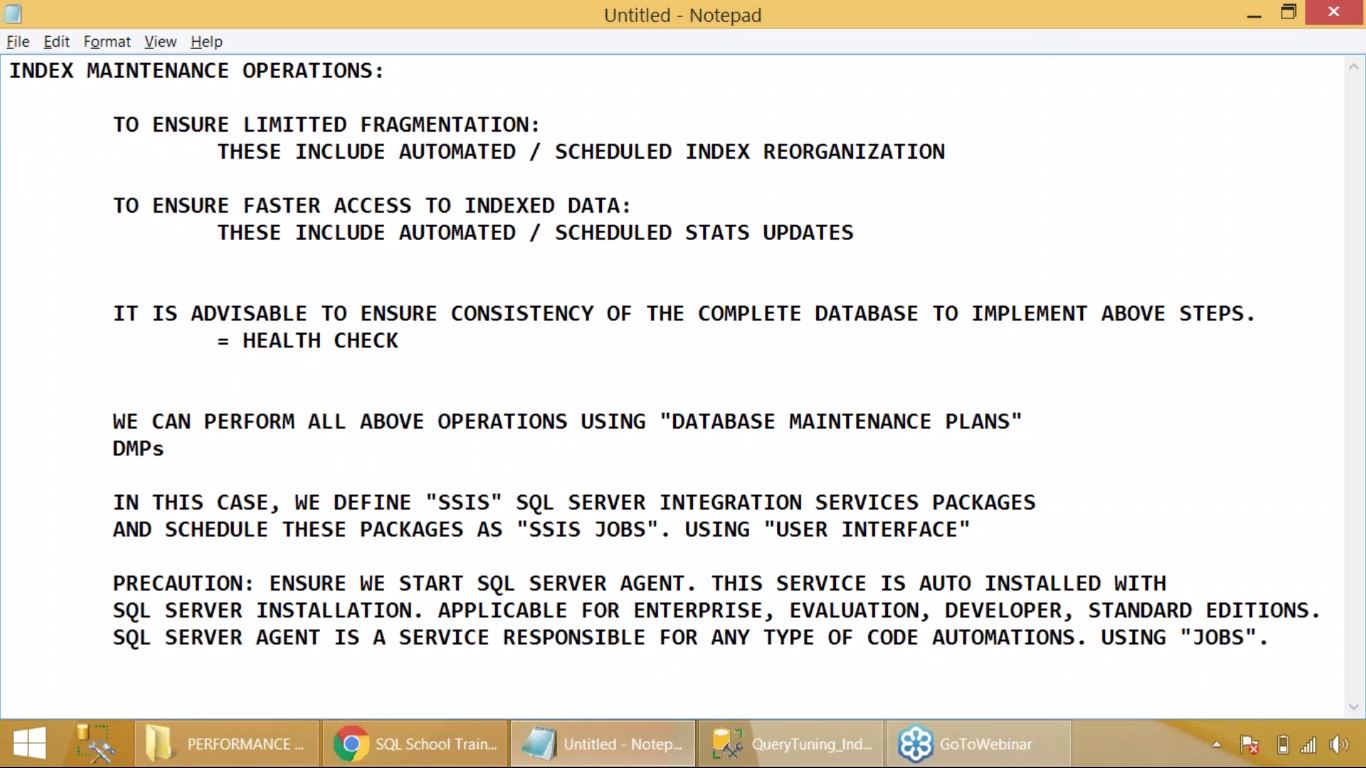 Untitled - Notepad
File Edit Format View Help
INDEX MAINTENANCE OPERATIONS:
TO ENSURE LIMITTED FRAGMENTATION:
THESE INCLUDE AUTOMATED / SCHEDULED INDEX REORGANIZATION
TO ENSURE FASTER ACCESS TO INDEXED DATA:
THESE INCLUDE AUTOMATED / SCHEDULED STATS UPDATES
IT IS ADVISABLE TO ENSURE CONSISTENCY OF THE COMPLETE DATABASE TO IMPLEMENT ABOVE STEPS.
= HEALTH CHECK
WE CAN PERFORM ALL ABOVE OPERATIONS USING "DATABASE MAINTENANCE PLANS"
DMPs
IN THIS CASE, WE DEFINE "SSIS" SQL SERVER INTEGRATION SERVICES PACKAGES
AND SCHEDULE THESE PACKAGES AS "SSIS JOBS". USING "USER INTERFACE"
PRECAUTION: ENSURE WE START SQL SERVER AGENT. THIS SERVICE IS AUTO INSTALLED WITH
SQL SERVER INSTALLATION. APPLICABLE FOR ENTERPRISE, EVALUATION, DEVELOPER, STANDARD EDITIONS.
SQL SERVER AGENT IS A SERVICE RESPONSIBLE FOR ANY TYPE OF CODE AUTOMATIONS. USING "JOBS".
PERFORMANCE ... SQL School Train... Untitled - Notep... QueryTuning_Ind... GoToWebinar